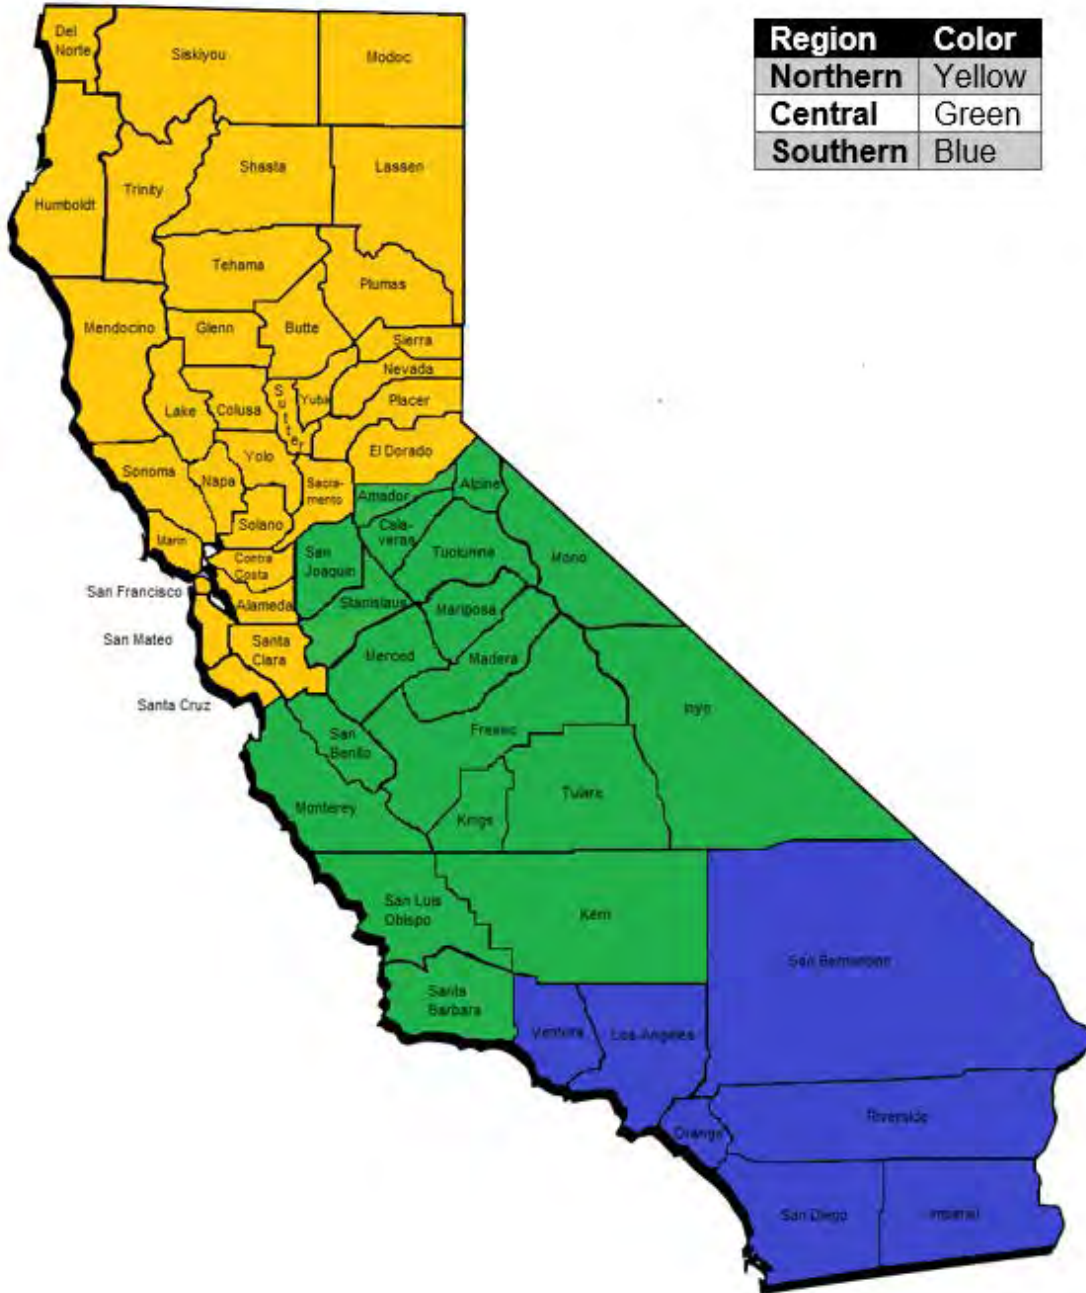 Region Color
Northern Yellow
Central Green
Southern Blue
Del
Norte
Siskiyou
Modoc
Humboldt
Trinity
Shasta
Lassen
Tehama
Plumas
Mendocino
Glenn
Butte
Sierra
Nevada
Placer
Lake
Colusa
Sutter
Yuba
El Dorado
Sonoma
Napa
Yolo
Sacra-
mento
Solano
Marin
Contra
Costa
San Francisco
Alameda
San Mateo
Santa
Clara
Santa Cruz
Amador
Alpine
Cala-
veras
Tuolumne
Mono
San
Joaquin
Stanislaus
Mariposa
Merced
Madera
Inyo
San
Benito
Fresno
Monterey
Kings
Tulare
San Luis
Obispo
Kern
Santa
Barbara
San Bernardino
Ventura
Los Angeles
Orange
Riverside
San Diego
Imperial